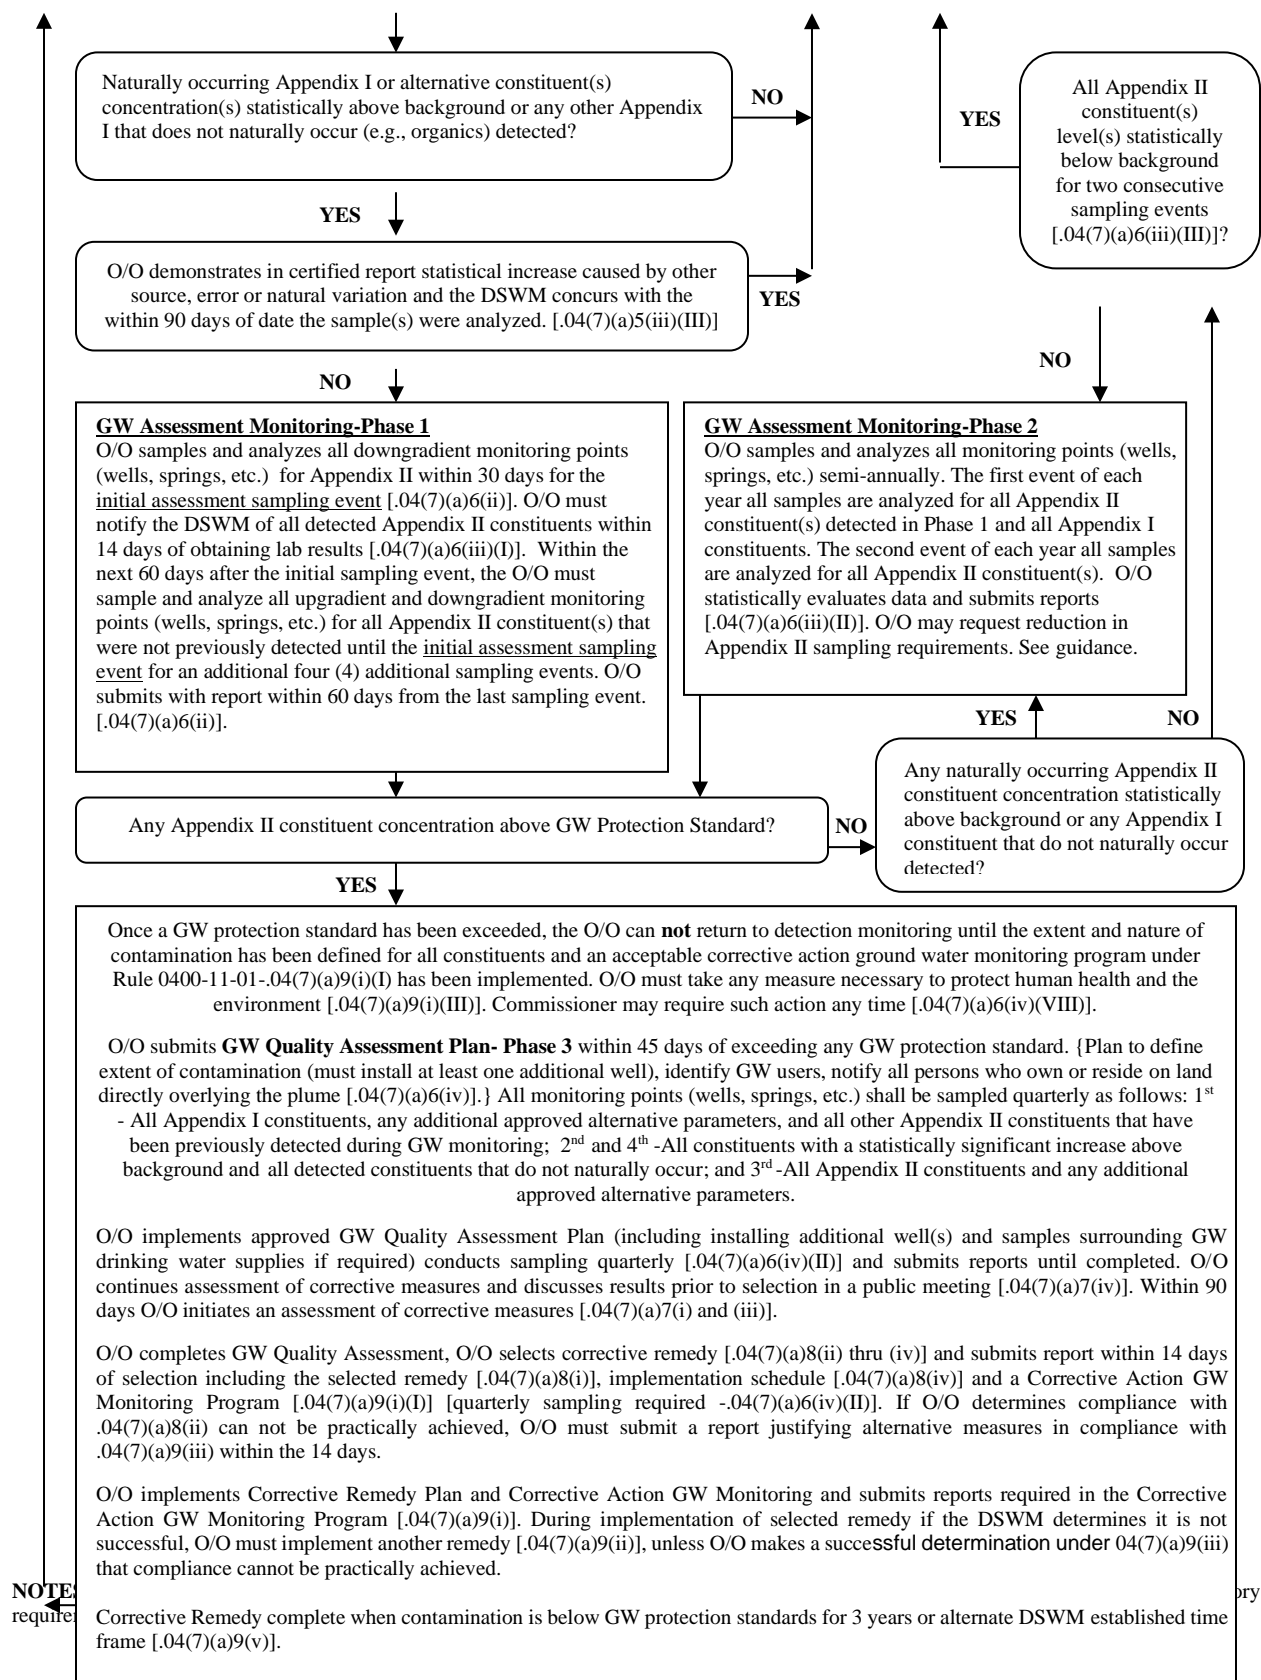 Naturally occurring Appendix I or alternative constituent(s)
concentration(s) statistically above background or any other Appendix
I that does not naturally occur (e.g., organics) detected?
NO
YES
All Appendix II
constituent(s)
level(s) statistically
below background
for two consecutive
sampling events
[.04(7)(a)6(iii)(III)]?
YES
O/O demonstrates in certified report statistical increase caused by other
source, error or natural variation and the DSWM concurs with the
within 90 days of date the sample(s) were analyzed. [.04(7)(a)5(iii)(III)]
YES
NO
NO
GW Assessment Monitoring-Phase 1
O/O samples and analyzes all downgradient monitoring points
(wells, springs, etc.) for Appendix II within 30 days for the
initial assessment sampling event [.04(7)(a)6(ii)]. O/O must
notify the DSWM of all detected Appendix II constituents within
14 days of obtaining lab results [.04(7)(a)6(iii)(I)]. Within the
next 60 days after the initial sampling event, the O/O must
sample and analyze all upgradient and downgradient monitoring
points (wells, springs, etc.) for all Appendix II constituent(s) that
were not previously detected until the initial assessment sampling
event for an additional four (4) additional sampling events. O/O
submits with report within 60 days from the last sampling event.
[.04(7)(a)6(ii)].
GW Assessment Monitoring-Phase 2
O/O samples and analyzes all monitoring points (wells,
springs, etc.) semi-annually. The first event of each
year all samples are analyzed for all Appendix II
constituent(s) detected in Phase 1 and all Appendix I
constituents. The second event of each year all samples
are analyzed for all Appendix II constituent(s). O/O
statistically evaluates data and submits reports
[.04(7)(a)6(iii)(II)]. O/O may request reduction in
Appendix II sampling requirements. See guidance.
YES
NO
Any Appendix II constituent concentration above GW Protection Standard?
NO
Any naturally occurring Appendix II
constituent concentration statistically
above background or any Appendix I
constituent that do not naturally occur
detected?
YES
Once a GW protection standard has been exceeded, the O/O can not return to detection monitoring until the extent and nature of
contamination has been defined for all constituents and an acceptable corrective action ground water monitoring program under
Rule 0400-11-01-.04(7)(a)9(i)(I) has been implemented. O/O must take any measure necessary to protect human health and the
environment [.04(7)(a)9(i)(III)]. Commissioner may require such action any time [.04(7)(a)6(iv)(VIII)].
O/O submits GW Quality Assessment Plan- Phase 3 within 45 days of exceeding any GW protection standard. {Plan to define
extent of contamination (must install at least one additional well), identify GW users, notify all persons who own or reside on land
directly overlying the plume [.04(7)(a)6(iv)].} All monitoring points (wells, springs, etc.) shall be sampled quarterly as follows: 1st
- All Appendix I constituents, any additional approved alternative parameters, and all other Appendix II constituents that have
been previously detected during GW monitoring; 2nd and 4th -All constituents with a statistically significant increase above
background and all detected constituents that do not naturally occur; and 3rd -All Appendix II constituents and any additional
approved alternative parameters.
O/O implements approved GW Quality Assessment Plan (including installing additional well(s) and samples surrounding GW
drinking water supplies if required) conducts sampling quarterly [.04(7)(a)6(iv)(II)] and submits reports until completed. O/O
continues assessment of corrective measures and discusses results prior to selection in a public meeting [.04(7)(a)7(iv)]. Within 90
days O/O initiates an assessment of corrective measures [.04(7)(a)7(i) and (iii)].
O/O completes GW Quality Assessment, O/O selects corrective remedy [.04(7)(a)8(ii) thru (iv)] and submits report within 14 days
of selection including the selected remedy [.04(7)(a)8(i)], implementation schedule [.04(7)(a)8(iv)] and a Corrective Action GW
Monitoring Program [.04(7)(a)9(i)(I)] [quarterly sampling required -.04(7)(a)6(iv)(II)]. If O/O determines compliance with
.04(7)(a)8(ii) can not be practically achieved, O/O must submit a report justifying alternative measures in compliance with
.04(7)(a)9(iii) within the 14 days.
O/O implements Corrective Remedy Plan and Corrective Action GW Monitoring and submits reports required in the Corrective
Action GW Monitoring Program [.04(7)(a)9(i)]. During implementation of selected remedy if the DSWM determines it is not
successful, O/O must implement another remedy [.04(7)(a)9(ii)], unless O/O makes a successful determination under 04(7)(a)9(iii)
that compliance cannot be practically achieved.
Corrective Remedy complete when contamination is below GW protection standards for 3 years or alternate DSWM established time
frame [.04(7)(a)9(v)].